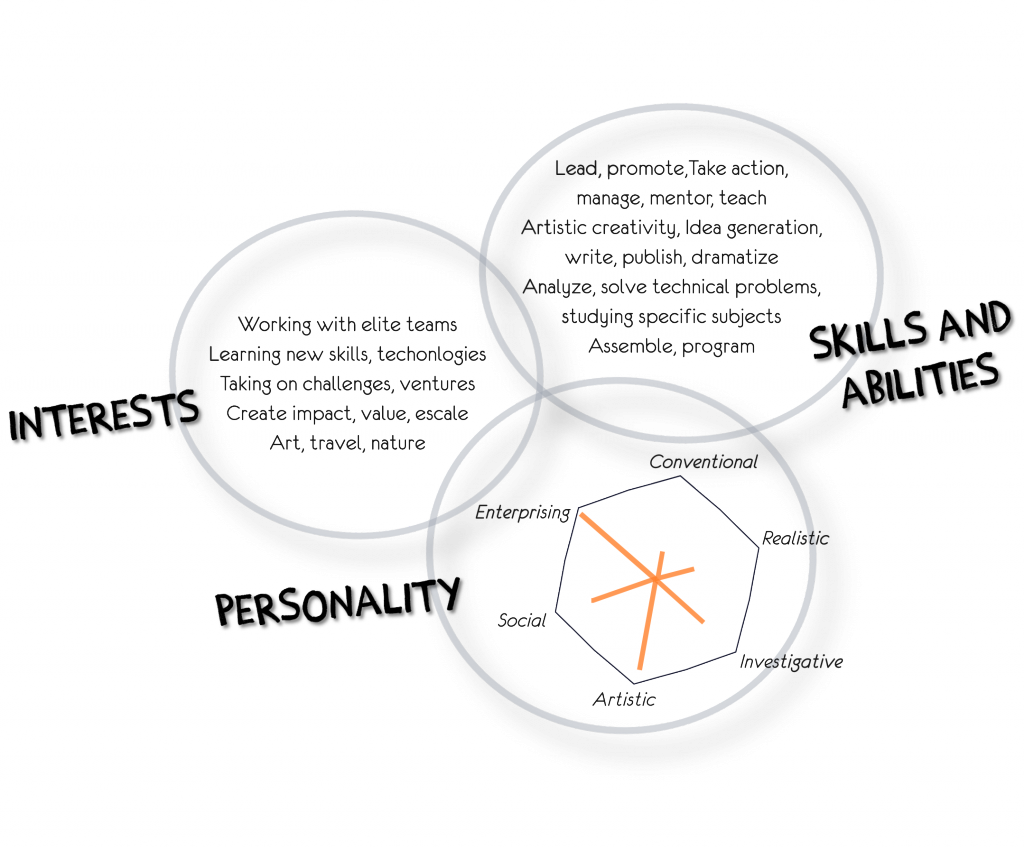 Lead, promote,Take action,
manage, mentor, teach
Artistic creativity, Idea generation,
write, publish, dramatize
Analyze, solve technical problems,
studying specific subjects
Assemble, program
SKILLS AND
ABILITIES
Working with elite teams
Learning new skills, techonlogies
Taking on challenges, ventures
Create impact, value, escale
Art, travel, nature
INTERESTS
PERSONALITY
Conventional
Enterprising
Realistic
Social
Investigative
Artistic